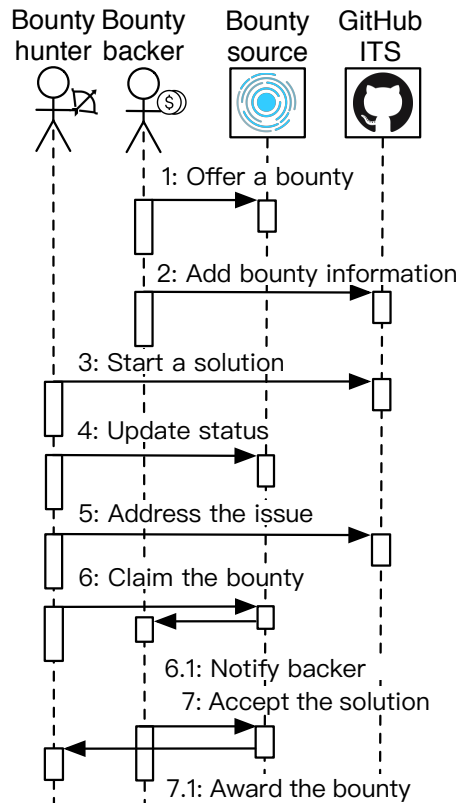 Bounty hunter
Bounty backer
Bounty source
GitHub ITS
$
1: Offer a bounty
2: Add bounty information
3: Start a solution
4: Update status
5: Address the issue
6: Claim the bounty
6.1: Notify backer
7: Accept the solution
7.1: Award the bounty